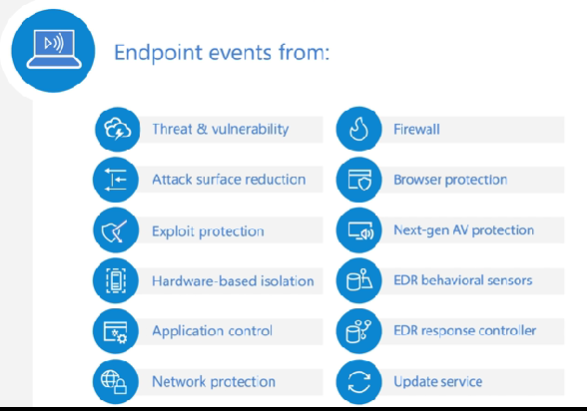 Endpoint events from:
Threat & vulnerability
Attack surface reduction
Exploit protection
Hardware-based isolation
Application control
Network protection
Firewall
Browser protection
Next-gen AV protection
EDR behavioral sensors
EDR response controller
Update service